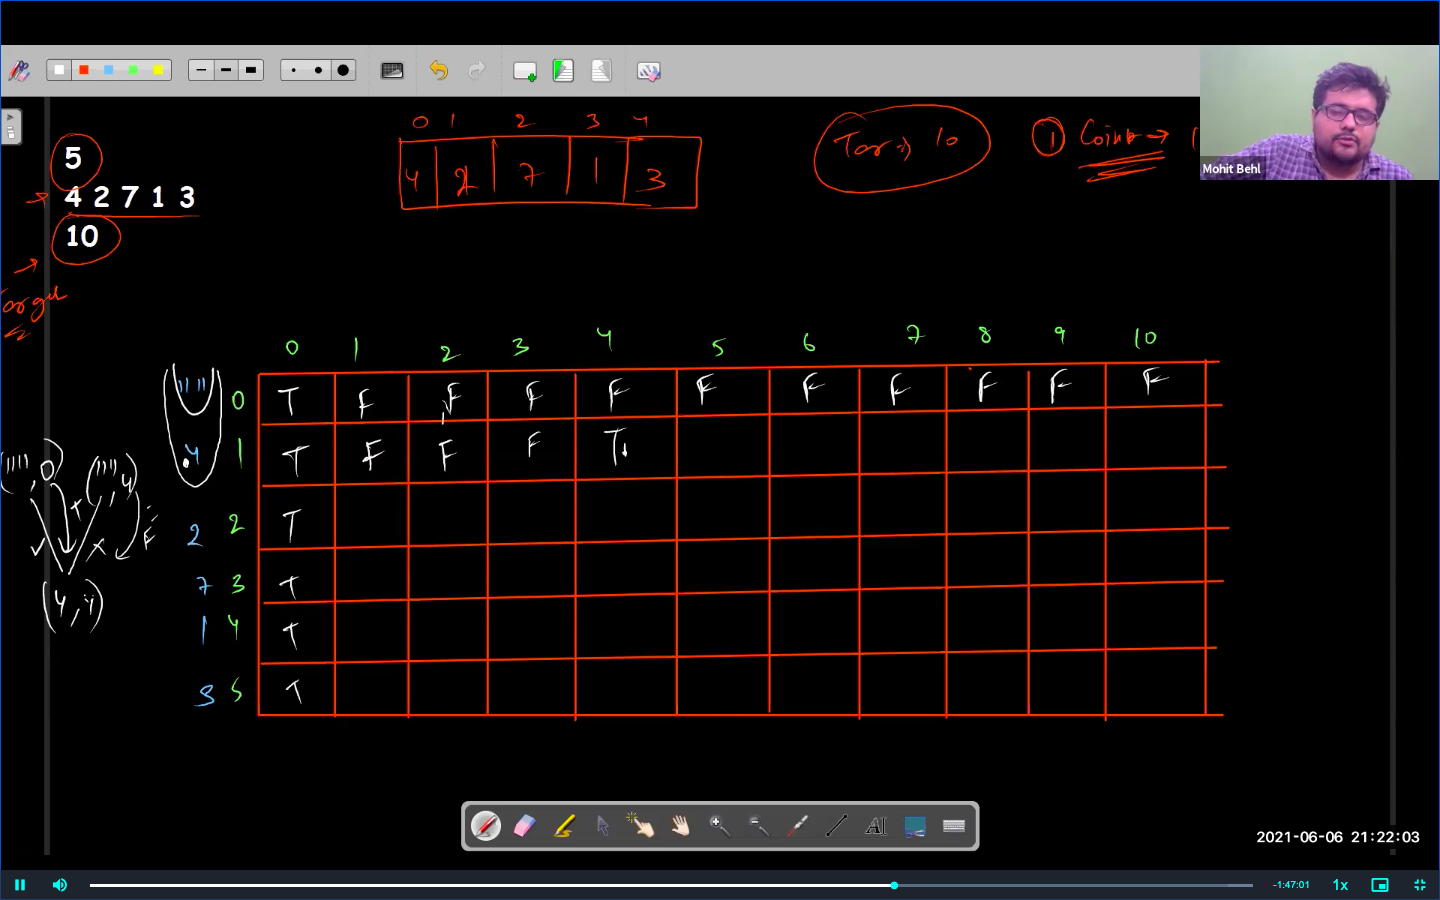 0 1 2 3 4
5
4 2 7 1 3
4 2 7 1 3
10
Tar → 10
① Coin →
Mohit Behl
0 1 2 3 4 5 6 7 8 9 10
0 T F F F F F F F F F F
4 1 T F F F T
2 2 T
7 3 T
1 4 T
3 5 T
(4, 4)
AI
2021-06-06 21:22:03
-1:47:01 1x